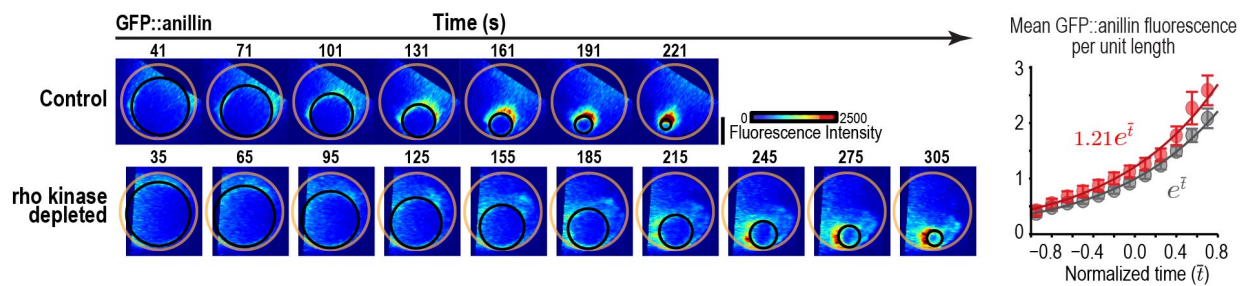 GFP::anillin
Time (s)
41 71 101 131 161 191 221
Control
0 2500
Fluorescence Intensity
35 65 95 125 155 185 215 245 275 305
rho kinase
depleted
Mean GFP::anillin fluorescence
per unit length
3
2
1
0
1.21e^t̄
e^t̄
−0.8 −0.4 0.0 0.4 0.8
Normalized time (t̄)